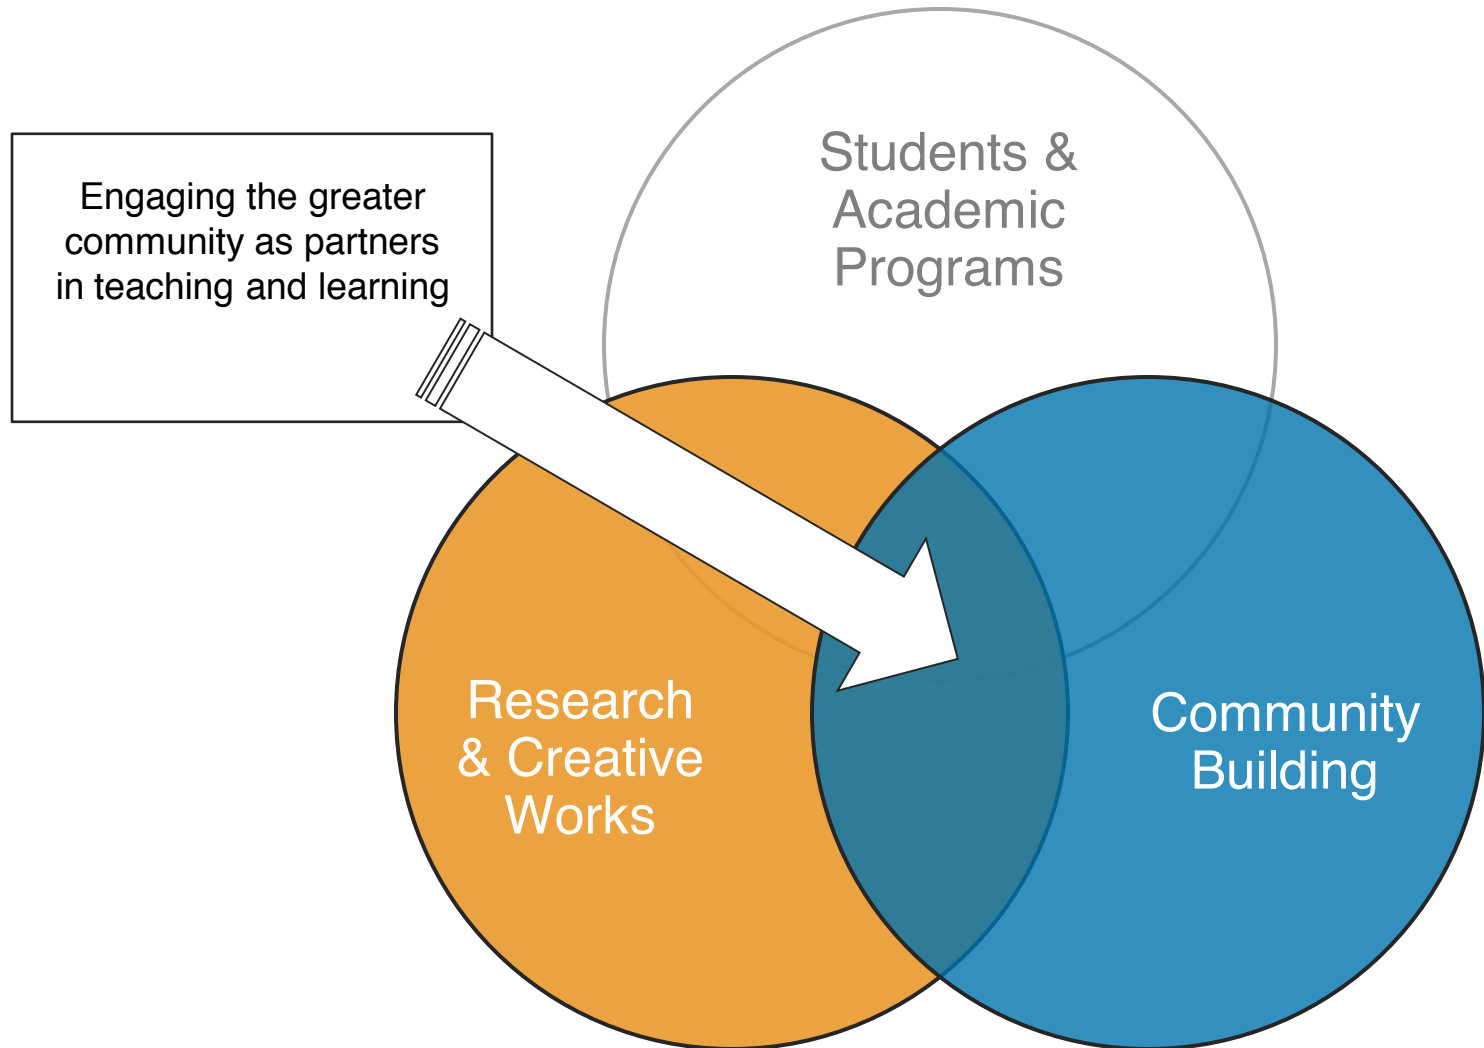 Engaging the greater
community as partners
in teaching and learning
Students &
Academic
Programs
Research
& Creative
Works
Community
Building